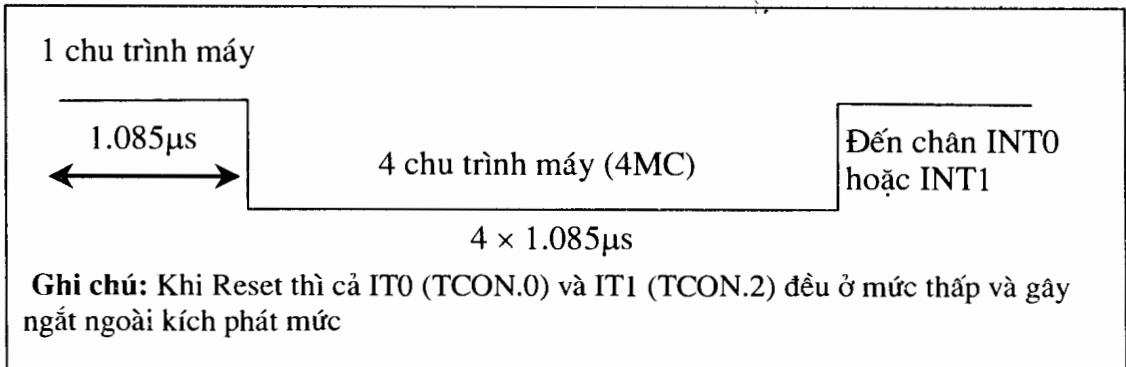 1 chu trình máy
1.085μs
4 chu trình máy (4MC)
Đến chân INT0
hoặc INT1
4 × 1.085μs
Ghi chú: Khi Reset thì cả IT0 (TCON.0) và IT1 (TCON.2) đều ở mức thấp và gây
ngắt ngoài kích phát mức